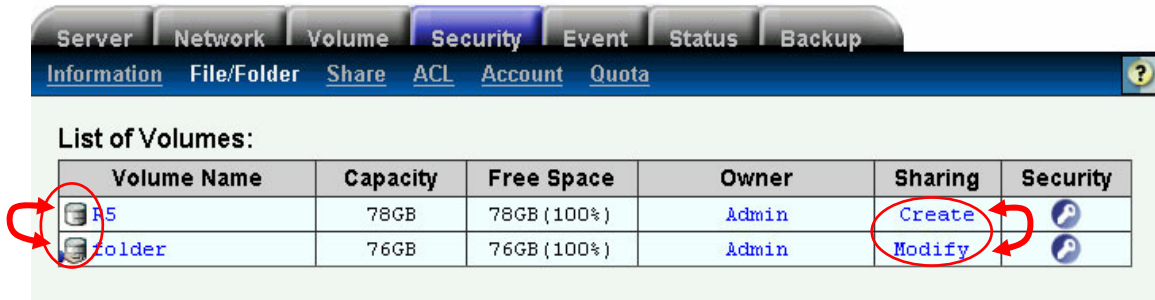 Server Network Volume Security Event Status Backup
Information File/Folder Share ACL Account Quota ?
List of Volumes:
Volume Name Capacity Free Space Owner Sharing Security
R5 78GB 78GB(100%) Admin Create
folder 76GB 76GB(100%) Admin Modify